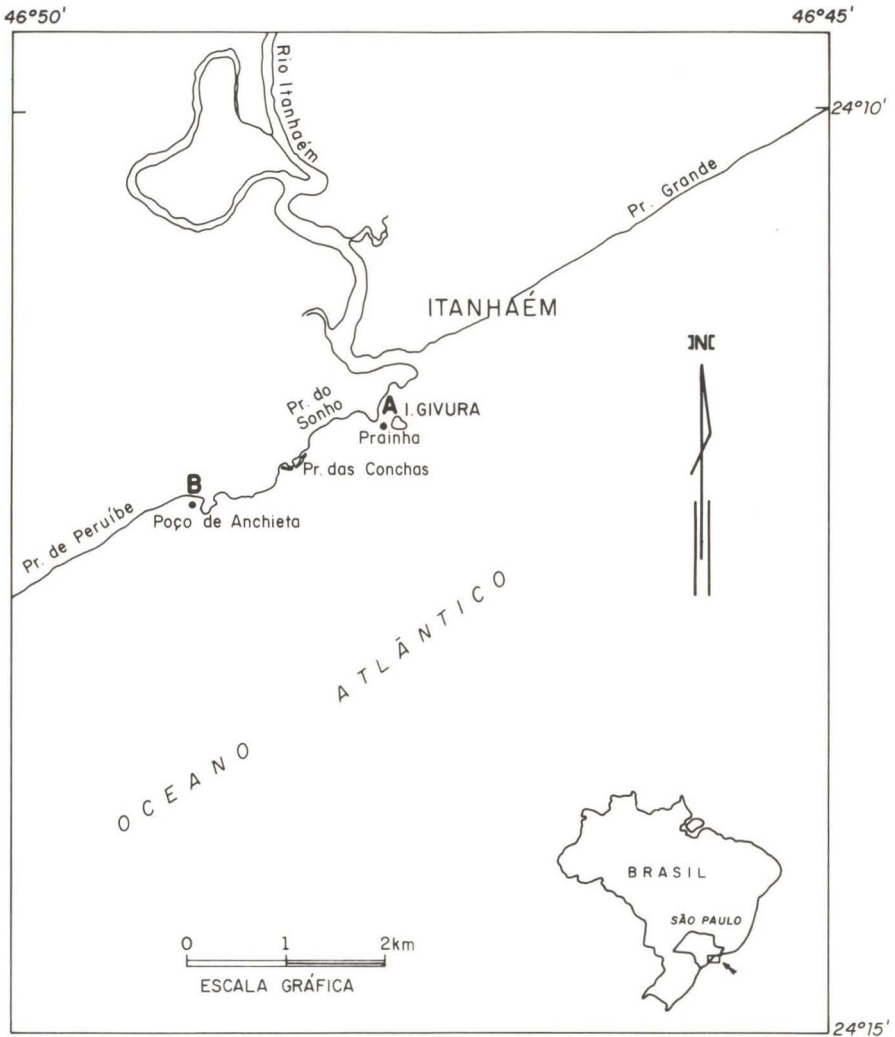 46°50'
46°45'
24°10'
Rio Itanhaém
Pr. Grande
ITANHAÉM
N
Pr. do
Sonho
A
I. GIVURA
Prainha
Pr. das Conchas
B
Poço de Anchieta
Pr. de Peruíbe
OCEANO ATLÂNTICO
BRASIL
SÃO PAULO
0 1 2km
ESCALA GRÁFICA
24°15'